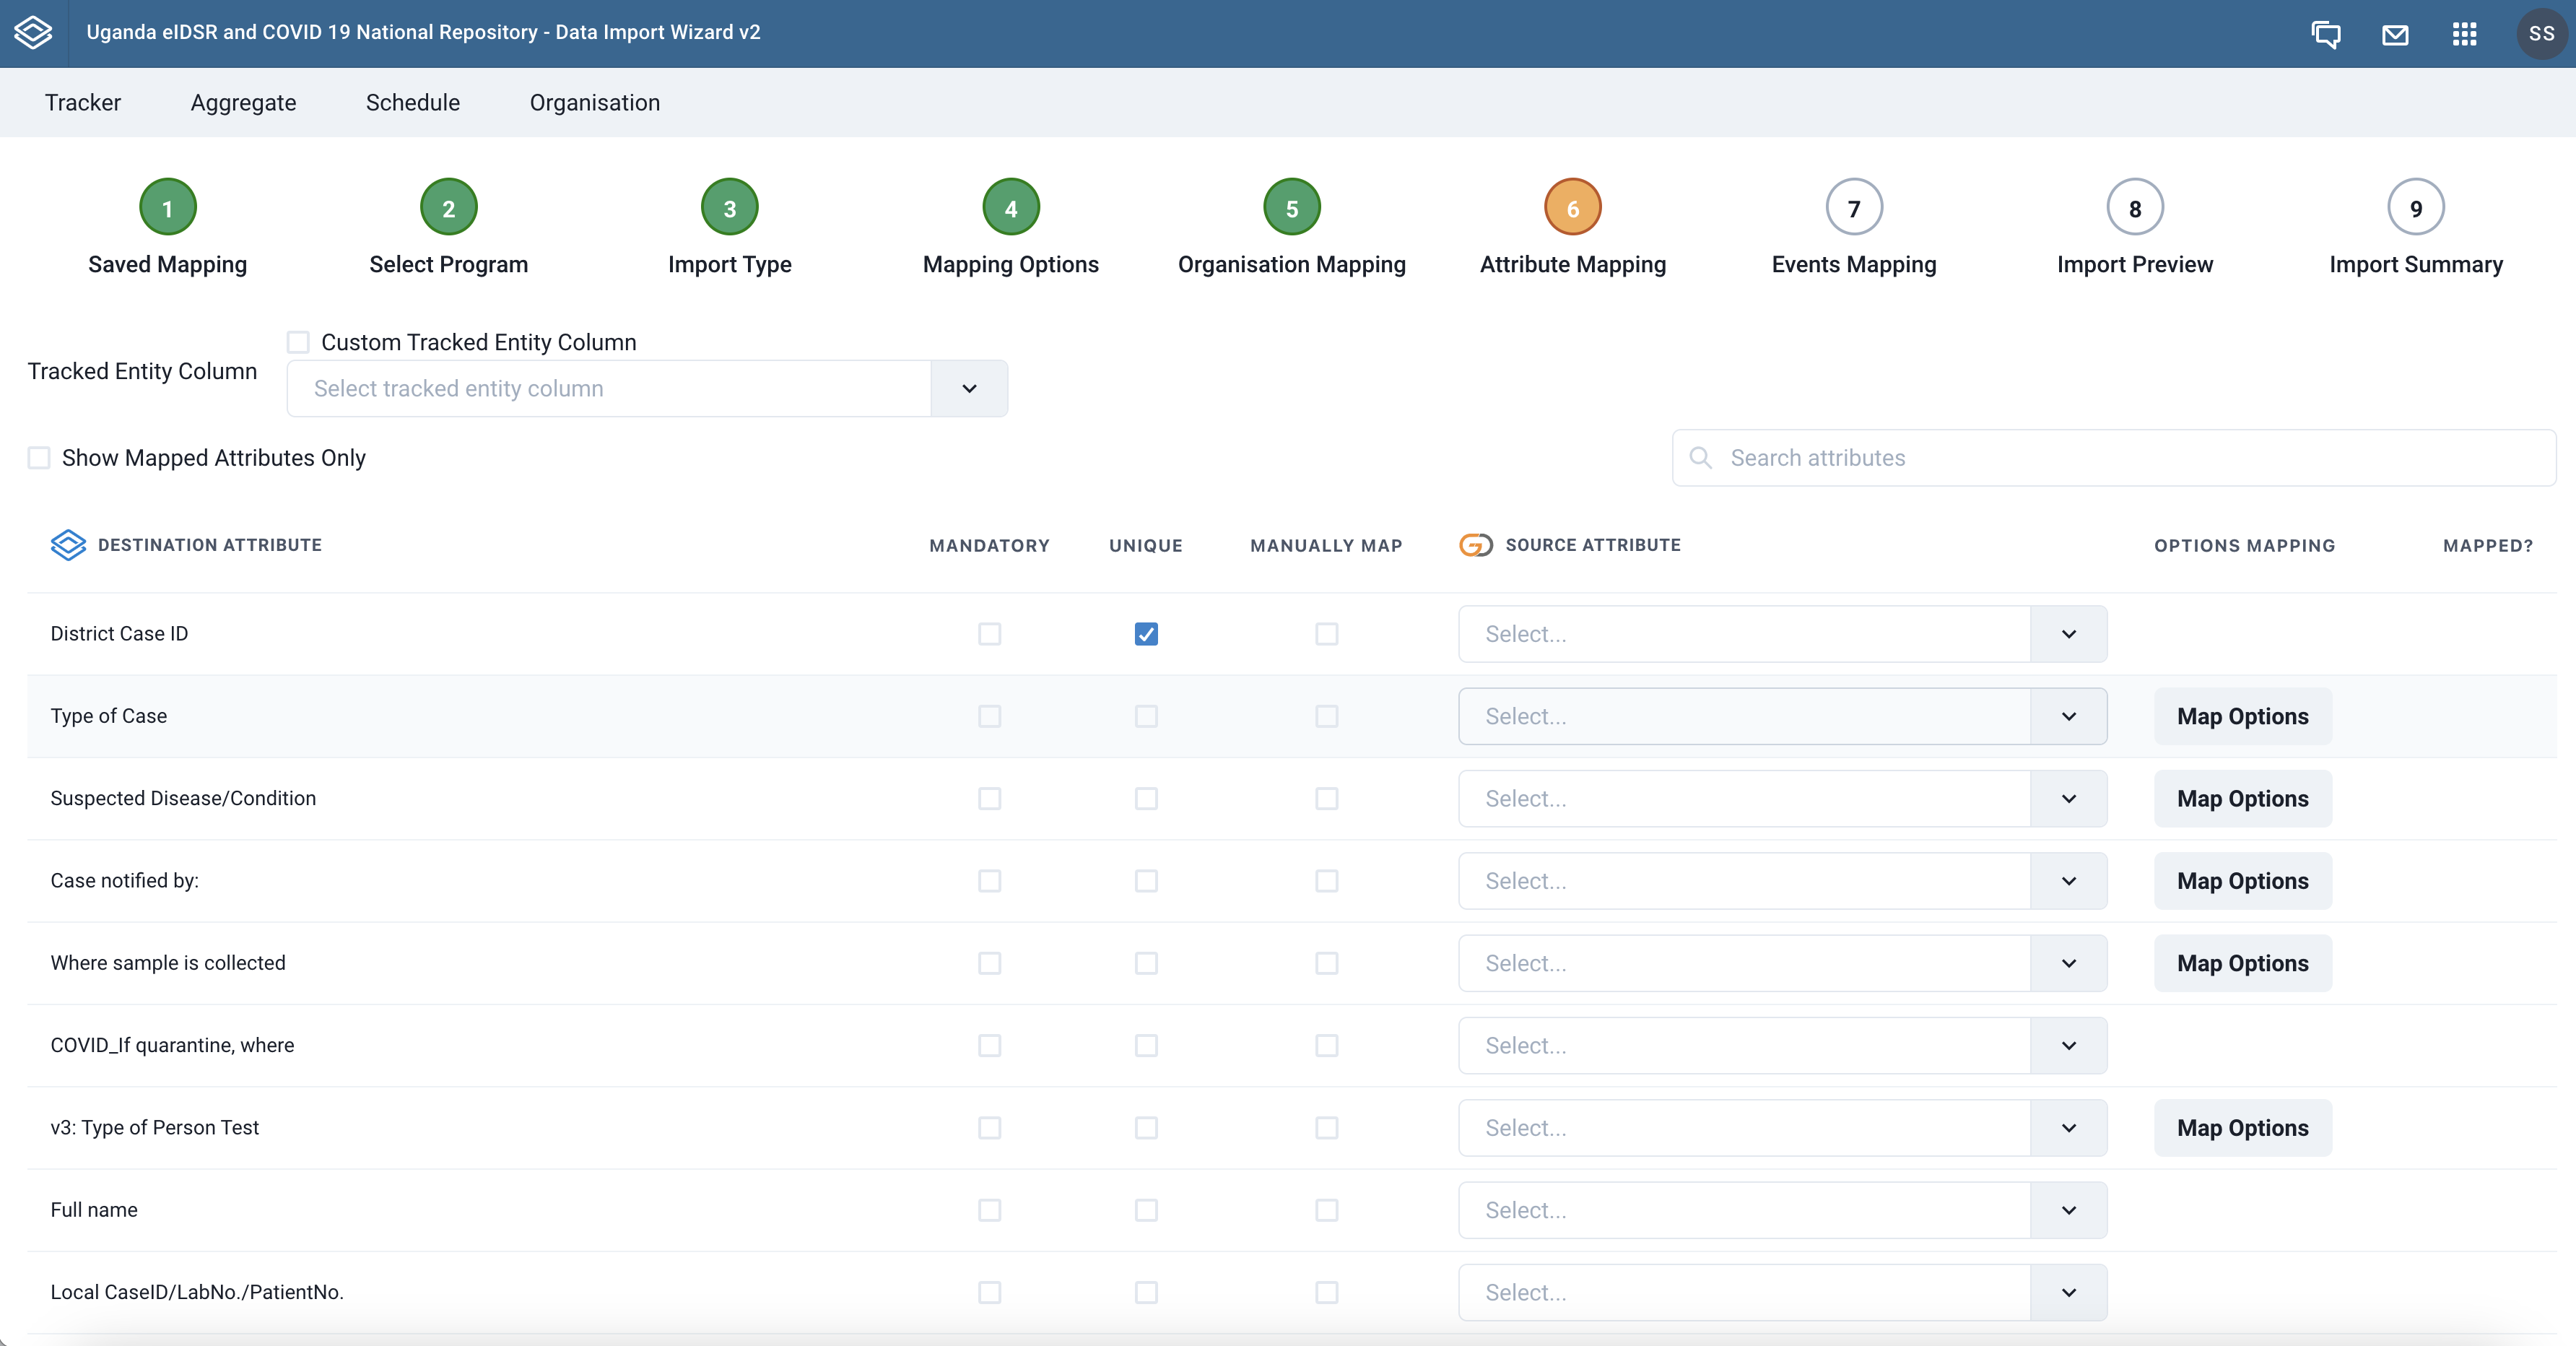 Uganda eIDSR and COVID 19 National Repository - Data Import Wizard v2
SS
Tracker Aggregate Schedule Organisation
1 2 3 4 5 6 7 8 9
Saved Mapping Select Program Import Type Mapping Options Organisation Mapping Attribute Mapping Events Mapping Import Preview Import Summary
Custom Tracked Entity Column
Tracked Entity Column
Select tracked entity column
Show Mapped Attributes Only
Search attributes
DESTINATION ATTRIBUTE MANDATORY UNIQUE MANUALLY MAP SOURCE ATTRIBUTE OPTIONS MAPPING MAPPED?
District Case ID Select...
Type of Case Select... Map Options
Suspected Disease/Condition Select... Map Options
Case notified by: Select... Map Options
Where sample is collected Select... Map Options
COVID_If quarantine, where Select...
v3: Type of Person Test Select... Map Options
Full name Select...
Local CaseID/LabNo./PatientNo. Select...